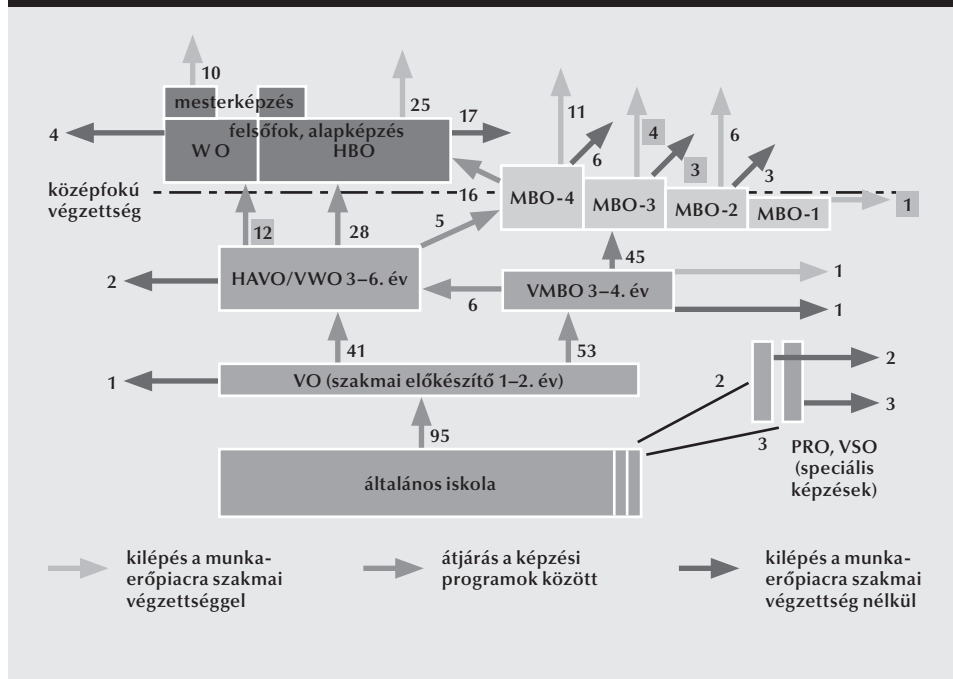 10
mesterképzés
25
11
4
6
4
felsőfok, alapképzés
17
WO
HBO
6
3
3
középfokú
végzettség
16
MBO-4
MBO-3
MBO-2
MBO-1
1
12
28
5
45
2
HAVO/VWO 3–6. év
6
VMBO 3–4. év
1
1
41
53
1
VO (szakmai előkészítő 1–2. év)
2
2
3
95
3
általános iskola
PRO, VSO
(speciális
képzések)
kilépés a munka-
erőpiacra szakmai
végzettséggel
átjárás a képzési
programok között
kilépés a munka-
erőpiacra szakmai
végzettség nélkül